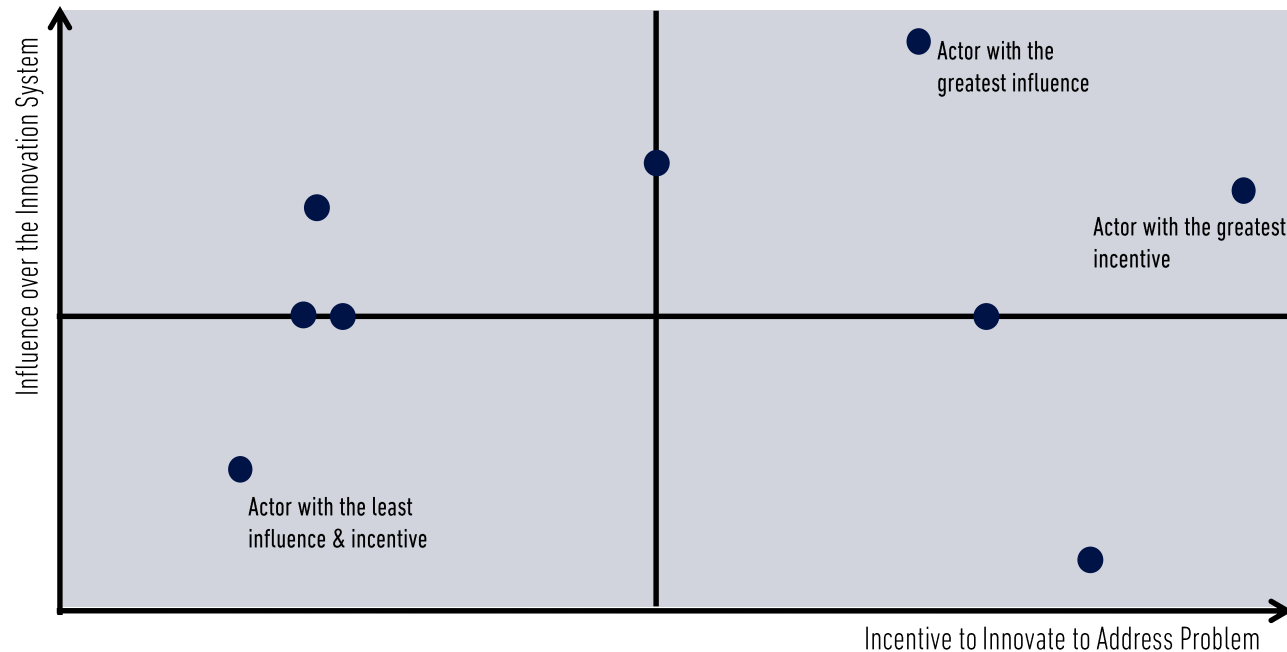 Influence over the Innovation System
Actor with the
greatest influence
Actor with the greatest
incentive
Actor with the least
influence & incentive
Incentive to Innovate to Address Problem